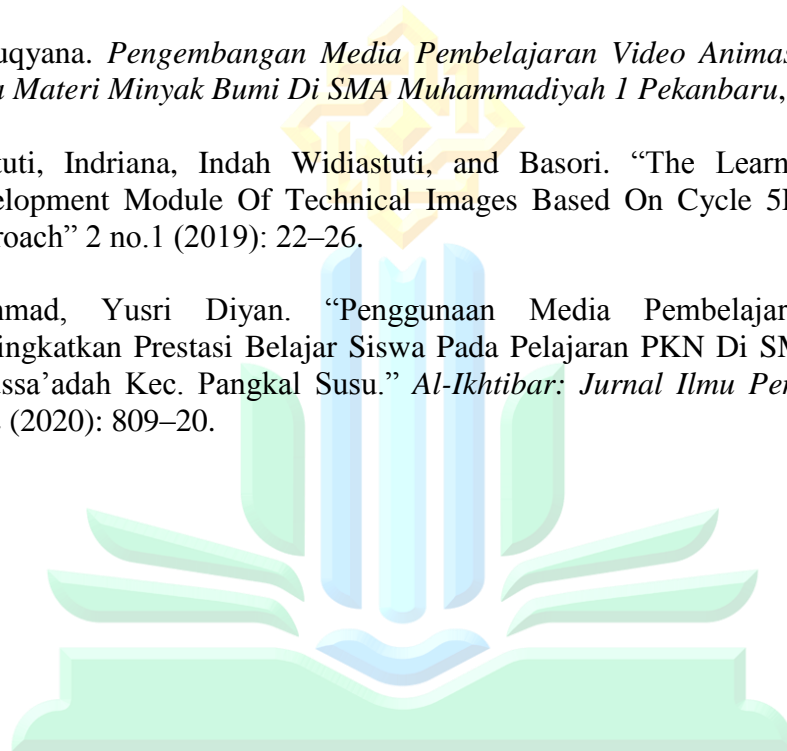 uqyana. Pengembangan Media Pembelajaran Video Animas
Materi Minyak Bumi Di SMA Muhammadiyah 1 Pekanbaru,
tuti, Indriana, Indah Widiastuti, and Basori. “The Learn
elopment Module Of Technical Images Based On Cycle 5
roach” 2 no.1 (2019): 22–26.
mad, Yusri Diyan. “Penggunaan Media Pembelajar
ingkatkan Prestasi Belajar Siswa Pada Pelajaran PKN Di SM
ssa’adah Kec. Pangkal Susu.” Al-Ikhtibar: Jurnal Ilmu Pen
(2020): 809–20.